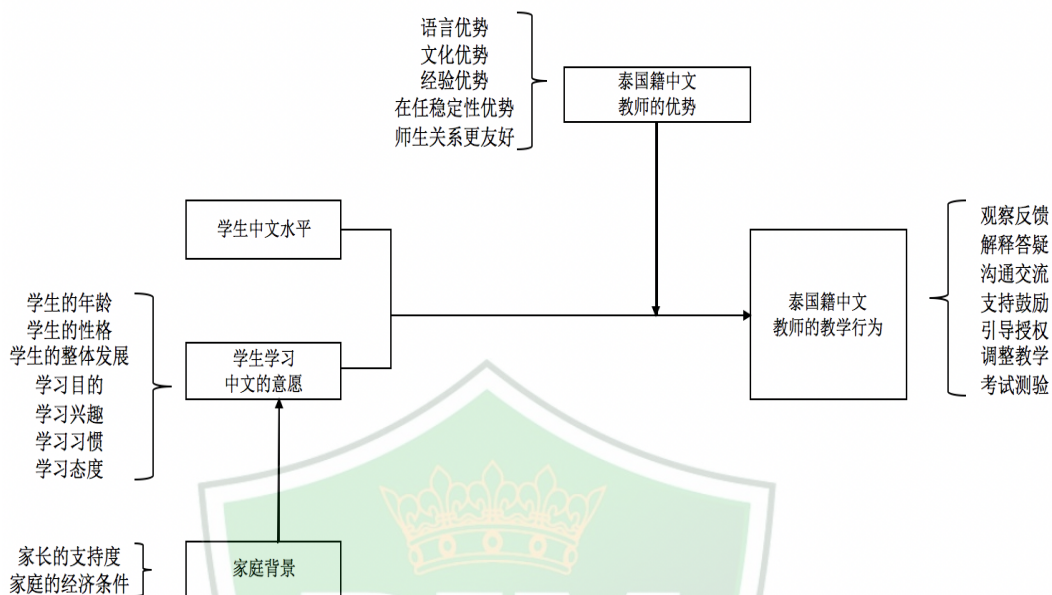 语言优势
文化优势
经验优势
在任稳定性优势
师生关系更友好
泰国籍中文
教师的优势
学生中文水平
学生的年龄
学生的性格
学生的整体发展
学习目的
学习兴趣
学习习惯
学习态度
学生学习
中文的意愿
泰国籍中文
教师的教学行为
观察反馈
解释答疑
沟通交流
支持鼓励
引导授权
调整教学
考试测验
家长的支持度
家庭的经济条件
家庭背景